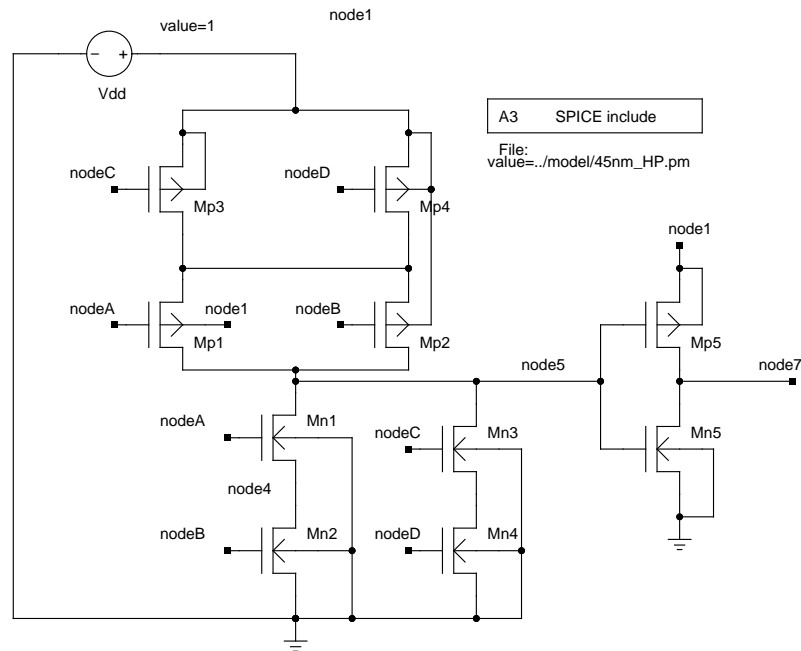 node1
value=1
− +
Vdd
A3 SPICE include
File:
value=../model/45nm_HP.pm
nodeC
nodeD
Mp3
Mp4
node1
nodeA
node1
nodeB
Mp1
Mp2
Mp5
node5
node7
nodeA
Mn1
nodeC
Mn3
Mn5
node4
nodeB
Mn2
nodeD
Mn4